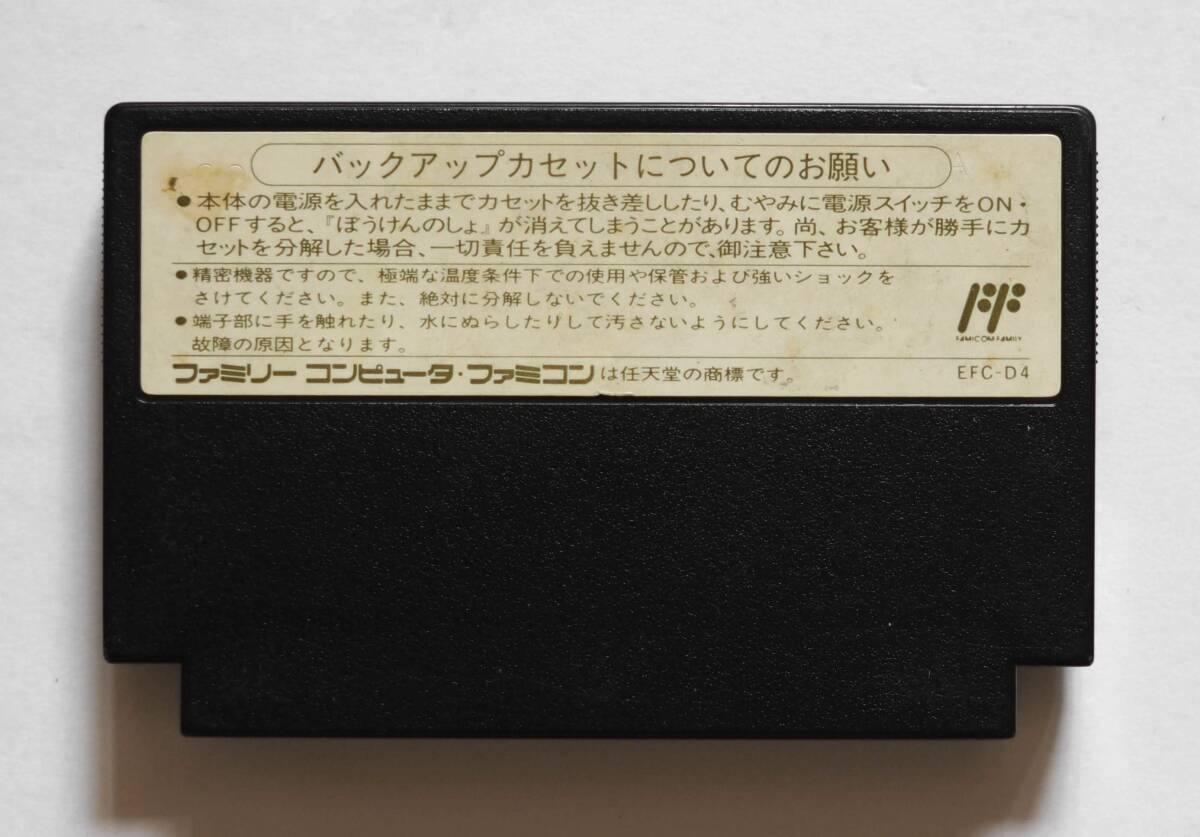 バックアップカセットについてのお願い
●本体の電源を入れたままでカセットを抜き差ししたり、むやみに電源スイッチをON・
OFFすると、『ぼうけんのしょ』が消えてしまうことがあります。尚、お客様が勝手にカ
セットを分解した場合、一切責任を負えませんので、御注意下さい。
●精密機器ですので、極端な温度条件下での使用や保管および強いショックを
さけてください。また、絶対に分解しないでください。
●端子部に手を触れたり、水にぬらしたりして汚さないようにしてください。
故障の原因となります。
FF
FAMICOM FAMILY
ファミリーコンピュータ・ファミコンは任天堂の商標です。
EFC-D4